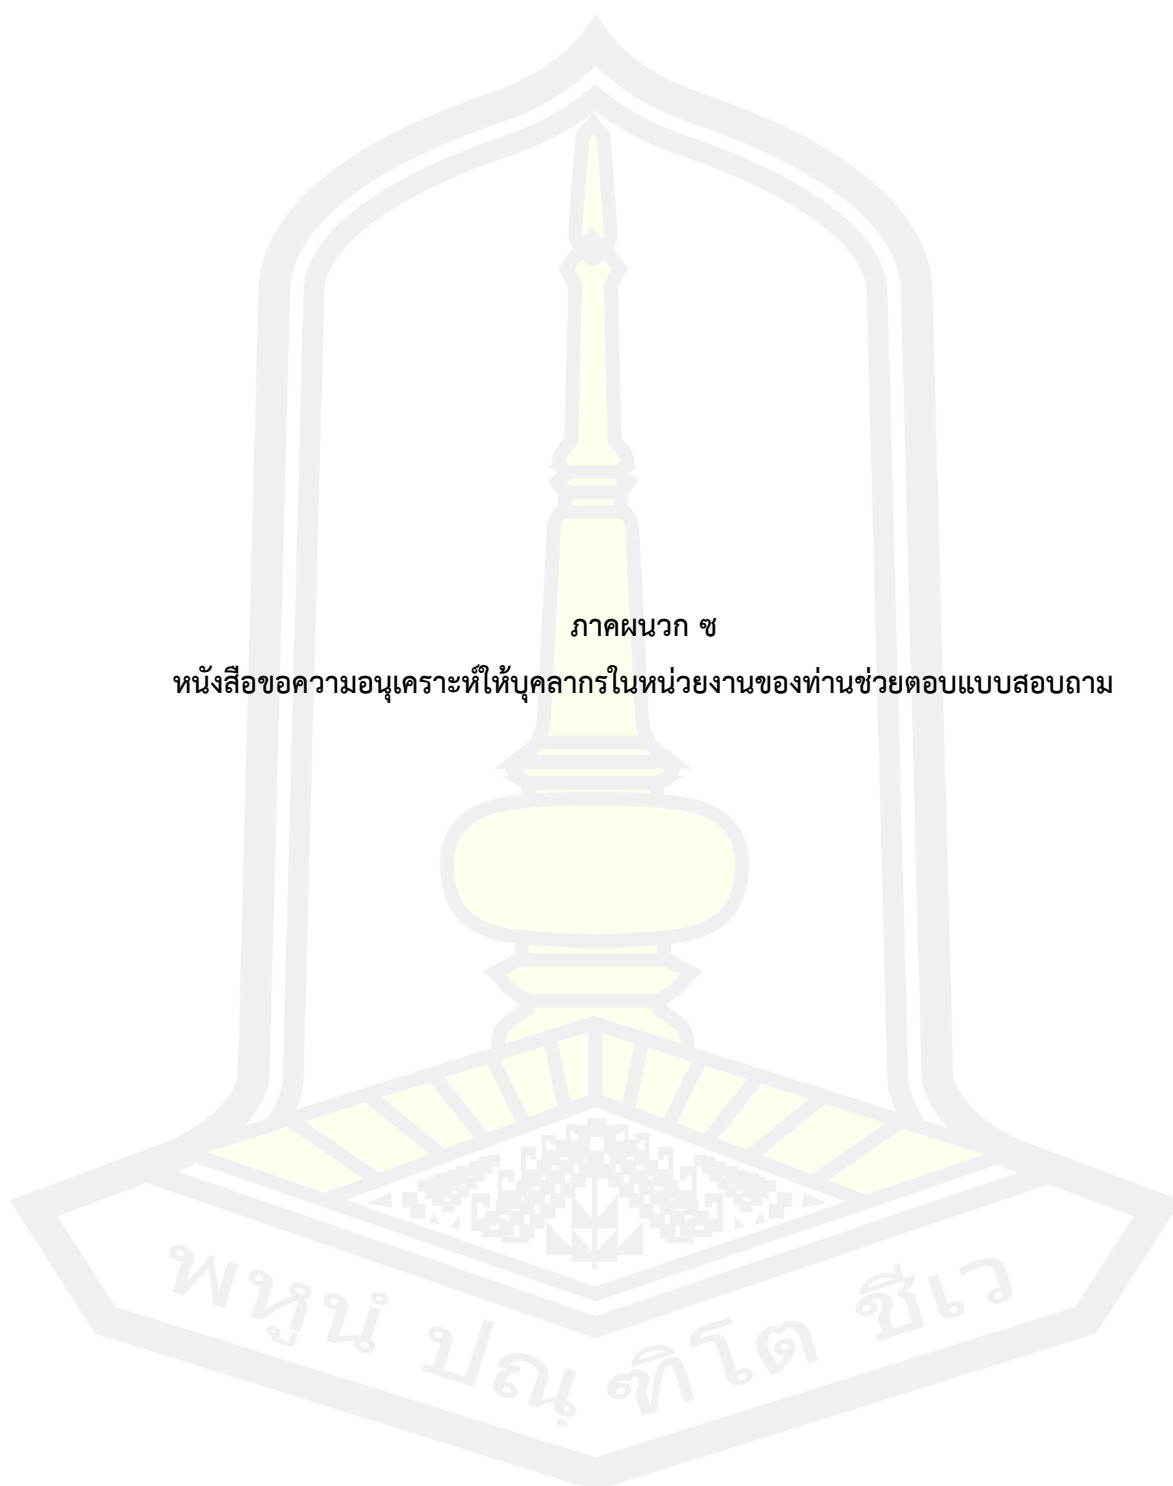 ภาคผนวก ซ
หนังสือขอความอนุเคราะห์ให้บุคลากรในหน่วยงานของท่านช่วยตอบแบบสอบถาม
พหูนํ ปณฺฑิโต ชีเว